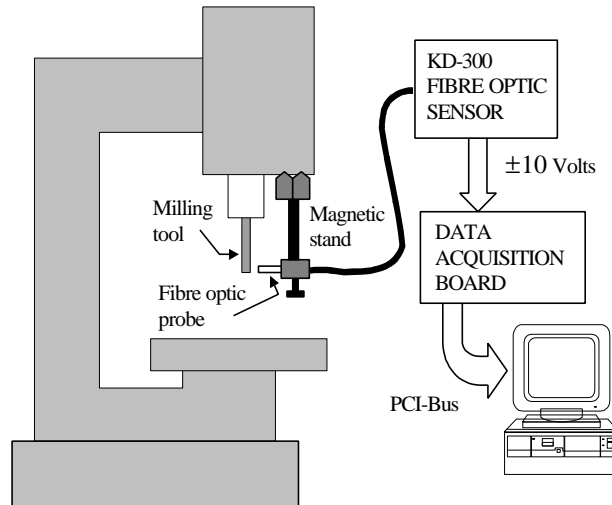 KD-300
FIBRE OPTIC
SENSOR
±10 Volts
Milling
tool
Magnetic
stand
DATA
ACQUISITION
BOARD
Fibre optic
probe
PCI-Bus